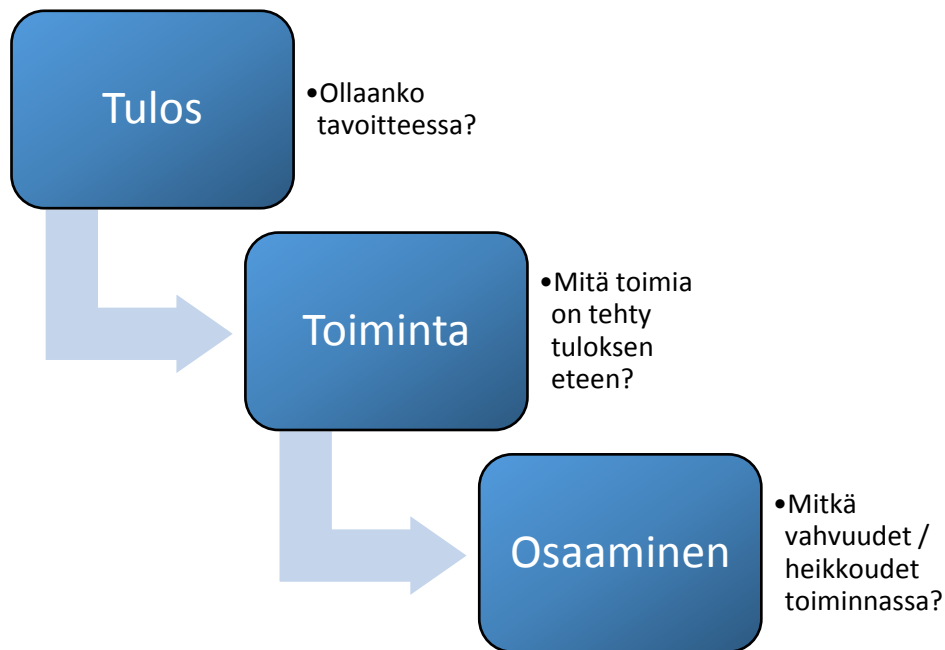 Tulos
•Ollaanko
tavoitteessa?
Toiminta
•Mitä toimia
on tehty
tuloksen
eteen?
Osaaminen
•Mitkä
vahvuudet /
heikkoudet
toiminnassa?